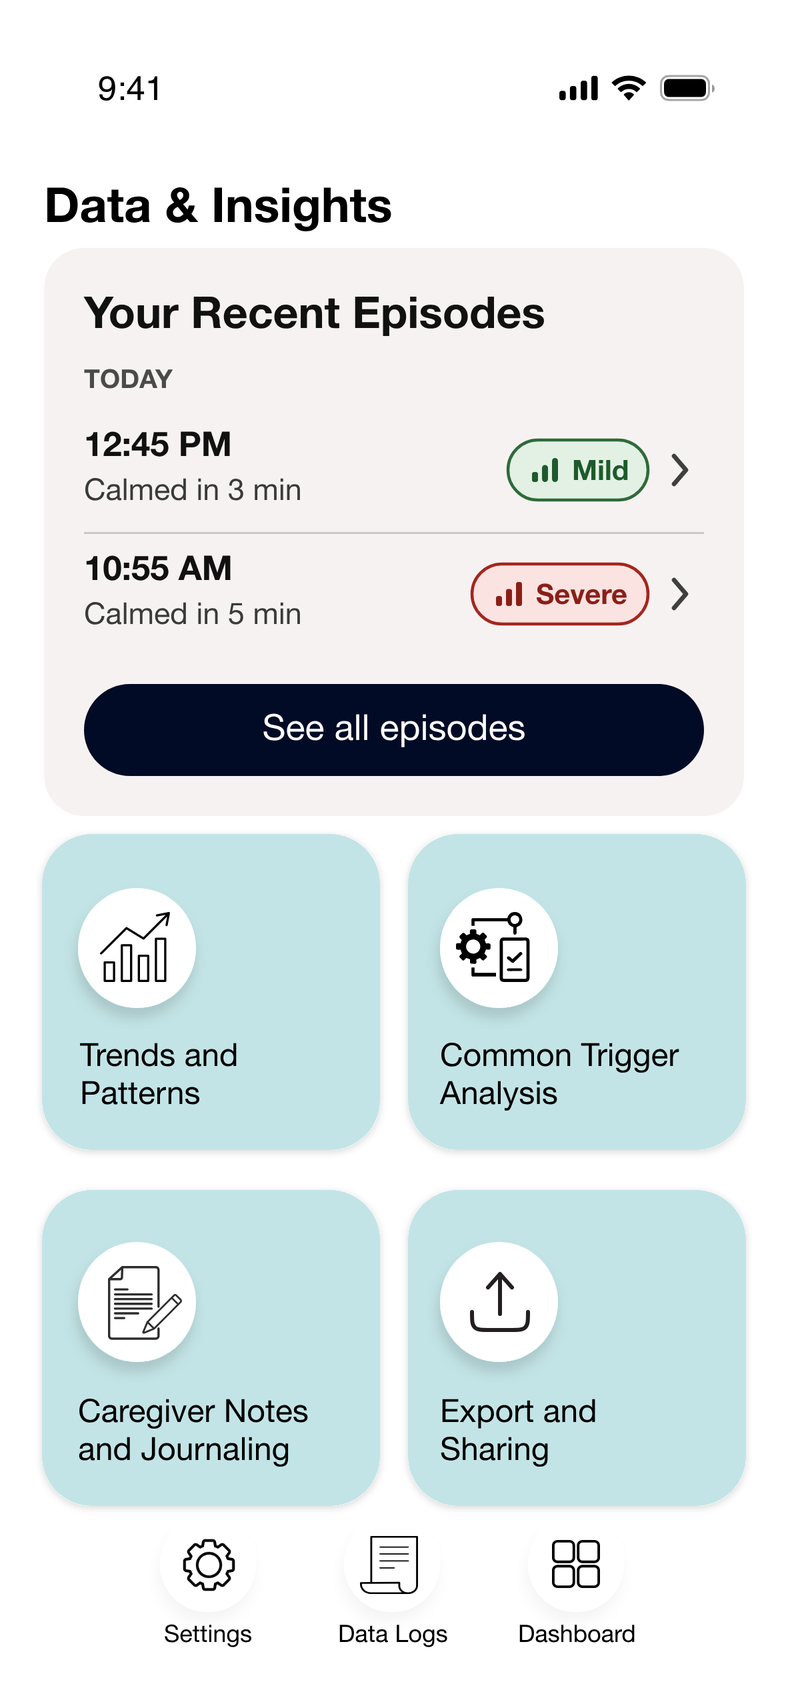 9:41
Data & Insights
Your Recent Episodes
TODAY
12:45 PM
Calmed in 3 min
Mild
10:55 AM
Calmed in 5 min
Severe
See all episodes
Trends and
Patterns
Common Trigger
Analysis
Caregiver Notes
and Journaling
Export and
Sharing
Settings
Data Logs
Dashboard